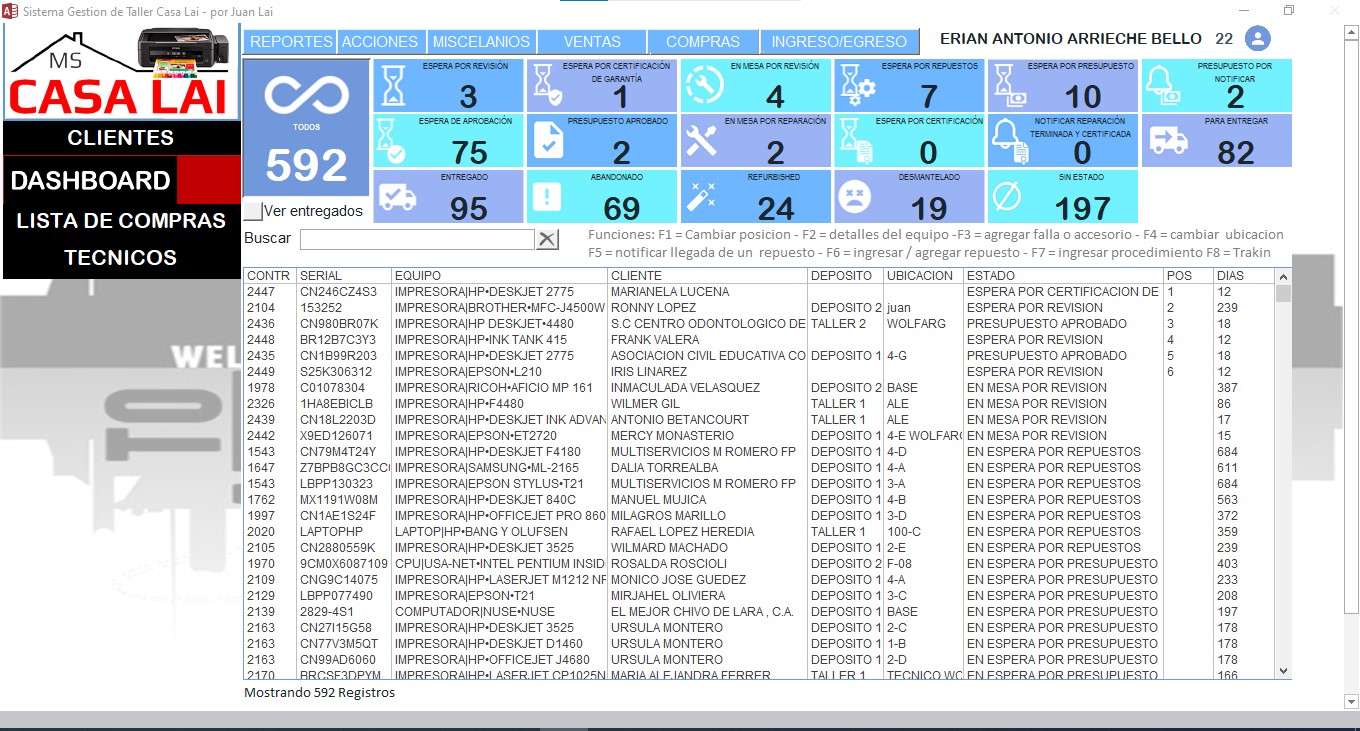 Sistema Gestion de Taller Casa Lai - por Juan Lai
MS
CASA LAI
CLIENTES
DASHBOARD
LISTA DE COMPRAS
TECNICOS
REPORTES ACCIONES MISCELANIOS VENTAS COMPRAS INGRESO/EGRESO ERIAN ANTONIO ARRIECHE BELLO 22
TODOS
592
ESPERA POR REVISIÓN
3
ESPERA POR CERTIFICACIÓN DE GARANTÍA
1
EN MESA POR REVISIÓN
4
ESPERA POR REPUESTOS
7
ESPERA POR PRESUPUESTO
10
PRESUPUESTO POR NOTIFICAR
2
ESPERA DE APROBACIÓN
75
PRESUPUESTO APROBADO
2
EN MESA POR REPARACIÓN
2
ESPERA POR CERTIFICACIÓN
0
NOTIFICAR REPARACIÓN TERMINADA Y CERTIFICADA
0
PARA ENTREGAR
82
ENTREGADO
95
ABANDONADO
69
REFURBISHED
24
DESMANTELADO
19
SIN ESTADO
197
Ver entregados
Buscar
Funciones: F1 = Cambiar posicion - F2 = detalles del equipo -F3 = agregar falla o accesorio - F4 = cambiar ubicacion
F5 = notificar llegada de un repuesto - F6 = ingresar / agregar repuesto - F7 = ingresar procedimiento F8 = Trakin
CONTR SERIAL EQUIPO CLIENTE DEPOSITO UBICACION ESTADO POS DIAS
2447 CN246CZ4S3 IMPRESORA|HP•DESKJET 2775 MARIANELA LUCENA ESPERA POR CERTIFICACION DE 1 12
2104 153252 IMPRESORA|BROTHER•MFC-J4500W RONNY LOPEZ DEPOSITO 2 juan ESPERA POR REVISION 2 239
2436 CN980BR07K IMPRESORA|HP DESKJET•4480 S.C CENTRO ODONTOLOGICO DE TALLER 2 WOLFARG PRESUPUESTO APROBADO 3 18
2448 BR12B7C3Y3 IMPRESORA|HP•INK TANK 415 FRANK VALERA ESPERA POR REVISION 4 12
2435 CN1B99R203 IMPRESORA|HP•DESKJET 2775 ASOCIACION CIVIL EDUCATIVA CO DEPOSITO 1 4-G PRESUPUESTO APROBADO 5 18
2449 S25K306312 IMPRESORA|EPSON•L210 IRIS LINAREZ ESPERA POR REVISION 6 12
1978 C01078304 IMPRESORA|RICOH•AFICIO MP 161 INMACULADA VELASQUEZ DEPOSITO 2 BASE EN MESA POR REVISION 387
2326 1HA8EBICLB IMPRESORA|HP•F4480 WILMER GIL TALLER 1 ALE EN MESA POR REVISION 86
2439 CN18L2203D IMPRESORA|HP•DESKJET INK ADVAN ANTONIO BETANCOURT TALLER 1 ALE EN MESA POR REVISION 17
2442 X9ED126071 IMPRESORA|EPSON•ET2720 MERCY MONASTERIO DEPOSITO 1 4-E WOLFARG EN MESA POR REVISION 15
1543 CN79M4T24Y IMPRESORA|HP•DESKJET F4180 MULTISERVICIOS M ROMERO FP DEPOSITO 1 4-D EN ESPERA POR REPUESTOS 684
1647 Z7BPB8GC3CC IMPRESORA|SAMSUNG•ML-2165 DALIA TORREALBA DEPOSITO 1 4-A EN ESPERA POR REPUESTOS 611
1543 LBPP130323 IMPRESORA|EPSON STYLUS•T21 MULTISERVICIOS M ROMERO FP DEPOSITO 1 3-A EN ESPERA POR REPUESTOS 684
1762 MX1191W08M IMPRESORA|HP•DESKJET 840C MANUEL MUJICA DEPOSITO 1 4-B EN ESPERA POR REPUESTOS 563
1997 CN1AE1S24F IMPRESORA|HP•OFFICEJET PRO 860 MILAGROS MARILLO DEPOSITO 1 3-D EN ESPERA POR REPUESTOS 372
2020 LAPTOPHP LAPTOP|HP•BANG Y OLUFSEN RAFAEL LOPEZ HEREDIA TALLER 1 100-C EN ESPERA POR REPUESTOS 359
2105 CN2880559K IMPRESORA|HP•DESKJET 3525 WILMARD MACHADO DEPOSITO 1 2-E EN ESPERA POR REPUESTOS 239
1970 9CM0X6087109 CPU|USA-NET•INTEL PENTIUM INSID ROSALDA ROSCIOLI DEPOSITO 2 F-08 EN ESPERA POR PRESUPUESTO 403
2109 CNG9C14075 IMPRESORA|HP•LASERJET M1212 NF MONICO JOSE GUEDEZ DEPOSITO 1 4-A EN ESPERA POR PRESUPUESTO 233
2129 LBPP077490 IMPRESORA|EPSON•T21 MIRJAHEL OLIVIERA DEPOSITO 1 3-C EN ESPERA POR PRESUPUESTO 208
2139 2829-4S1 COMPUTADOR|NUSE•NUSE EL MEJOR CHIVO DE LARA , C.A. DEPOSITO 1 BASE EN ESPERA POR PRESUPUESTO 197
2163 CN27I15G58 IMPRESORA|HP•DESKJET 3525 URSULA MONTERO DEPOSITO 1 2-C EN ESPERA POR PRESUPUESTO 178
2163 CN77V3M5QT IMPRESORA|HP•DESKJET D1460 URSULA MONTERO DEPOSITO 1 1-B EN ESPERA POR PRESUPUESTO 178
2163 CN99AD6060 IMPRESORA|HP•OFFICEJET J4680 URSULA MONTERO DEPOSITO 1 2-D EN ESPERA POR PRESUPUESTO 178
2170 BRCSF3DPYM IMPRESORA|HP•LASERJET CP1025N MARIA ALEJANDRA FERRER TALLER 1 TECNICO WO EN ESPERA POR PRESUPUESTO 166
Mostrando 592 Registros
WEL